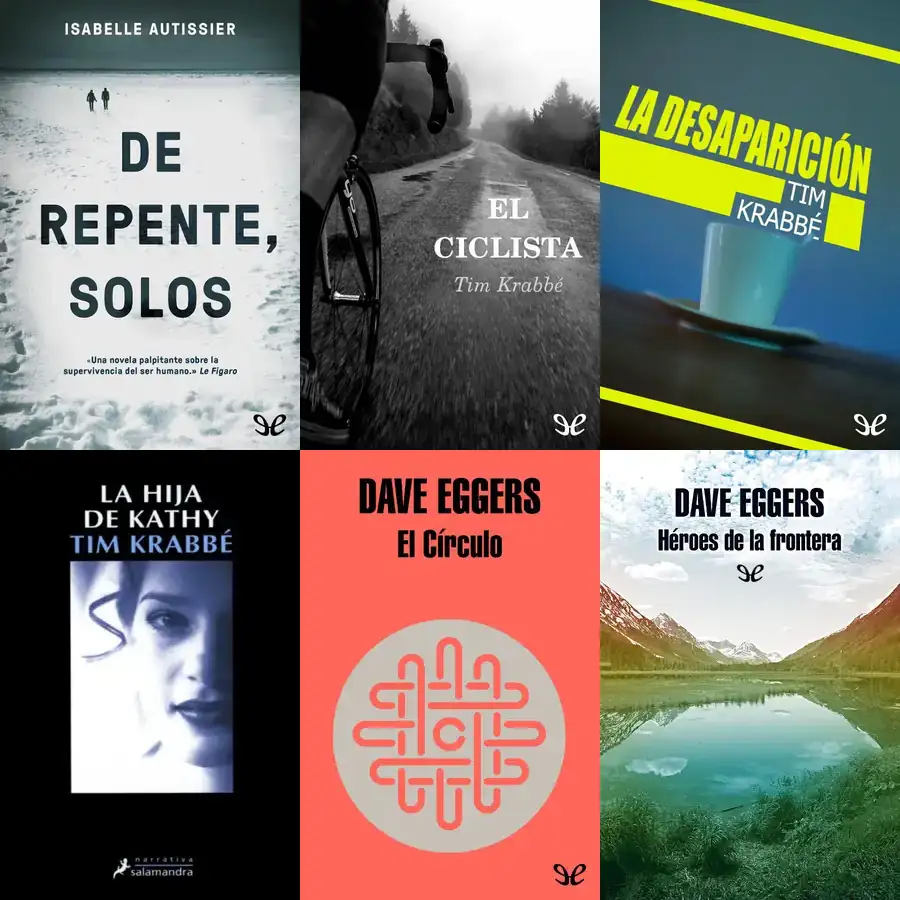 ISABELLE AUTISSIER
DE
REPENTE,
SOLOS
«Una novela palpitante sobre la
supervivencia del ser humano.» Le Figaro
EL
CICLISTA
Tim Krabbé
LA DESAPARICIÓN
TIM
KRABBÉ
LA HIJA
DE KATHY
TIM KRABBÉ
narrativa
salamandra
DAVE EGGERS
El Círculo
C
DAVE EGGERS
Héroes de la frontera